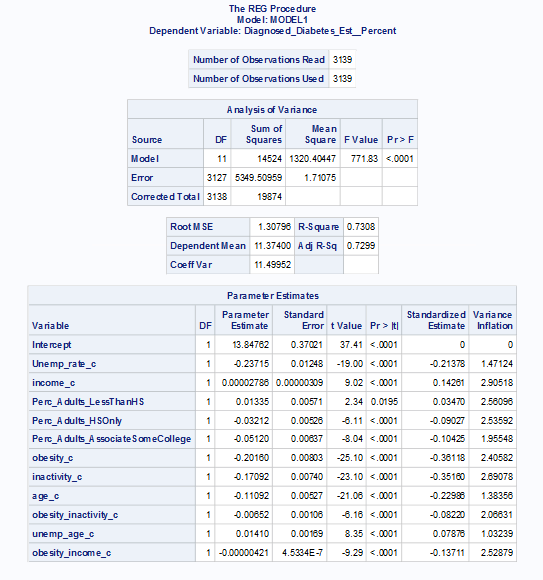 The REG Procedure
Model: MODEL1
Dependent Variable: Diagnosed_Diabetes_Est__Percent
Number of Observations Read 3139
Number of Observations Used 3139
Analysis of Variance
Source DF Sum of Squares Mean Square F Value Pr > F
Model 11 14524 1320.40447 771.83 <.0001
Error 3127 5349.50959 1.71075
Corrected Total 3138 19874
Root MSE 1.30796 R-Square 0.7308
Dependent Mean 11.37400 Adj R-Sq 0.7299
Coeff Var 11.49952
Parameter Estimates
Variable DF Parameter Estimate Standard Error t Value Pr > |t| Standardized Estimate Variance Inflation
Intercept 1 13.84762 0.37021 37.41 <.0001 0 0
Unemp_rate_c 1 -0.23715 0.01248 -19.00 <.0001 -0.21378 1.47124
income_c 1 0.00002786 0.00000309 9.02 <.0001 0.14261 2.90518
Perc_Adults_LessThanHS 1 0.01335 0.00571 2.34 0.0195 0.03470 2.56096
Perc_Adults_HSOnly 1 -0.03212 0.00526 -6.11 <.0001 -0.09027 2.53592
Perc_Adults_AssociateSomeCollege 1 -0.05120 0.00637 -8.04 <.0001 -0.10425 1.95548
obesity_c 1 -0.20160 0.00803 -25.10 <.0001 -0.36118 2.40582
inactivity_c 1 -0.17092 0.00740 -23.10 <.0001 -0.35160 2.69078
age_c 1 -0.11092 0.00527 -21.06 <.0001 -0.22986 1.38356
obesity_inactivity_c 1 -0.00652 0.00106 -6.16 <.0001 -0.08220 2.06631
unemp_age_c 1 0.01410 0.00169 8.35 <.0001 0.07876 1.03239
obesity_income_c 1 -0.00000421 4.5334E-7 -9.29 <.0001 -0.13711 2.52879